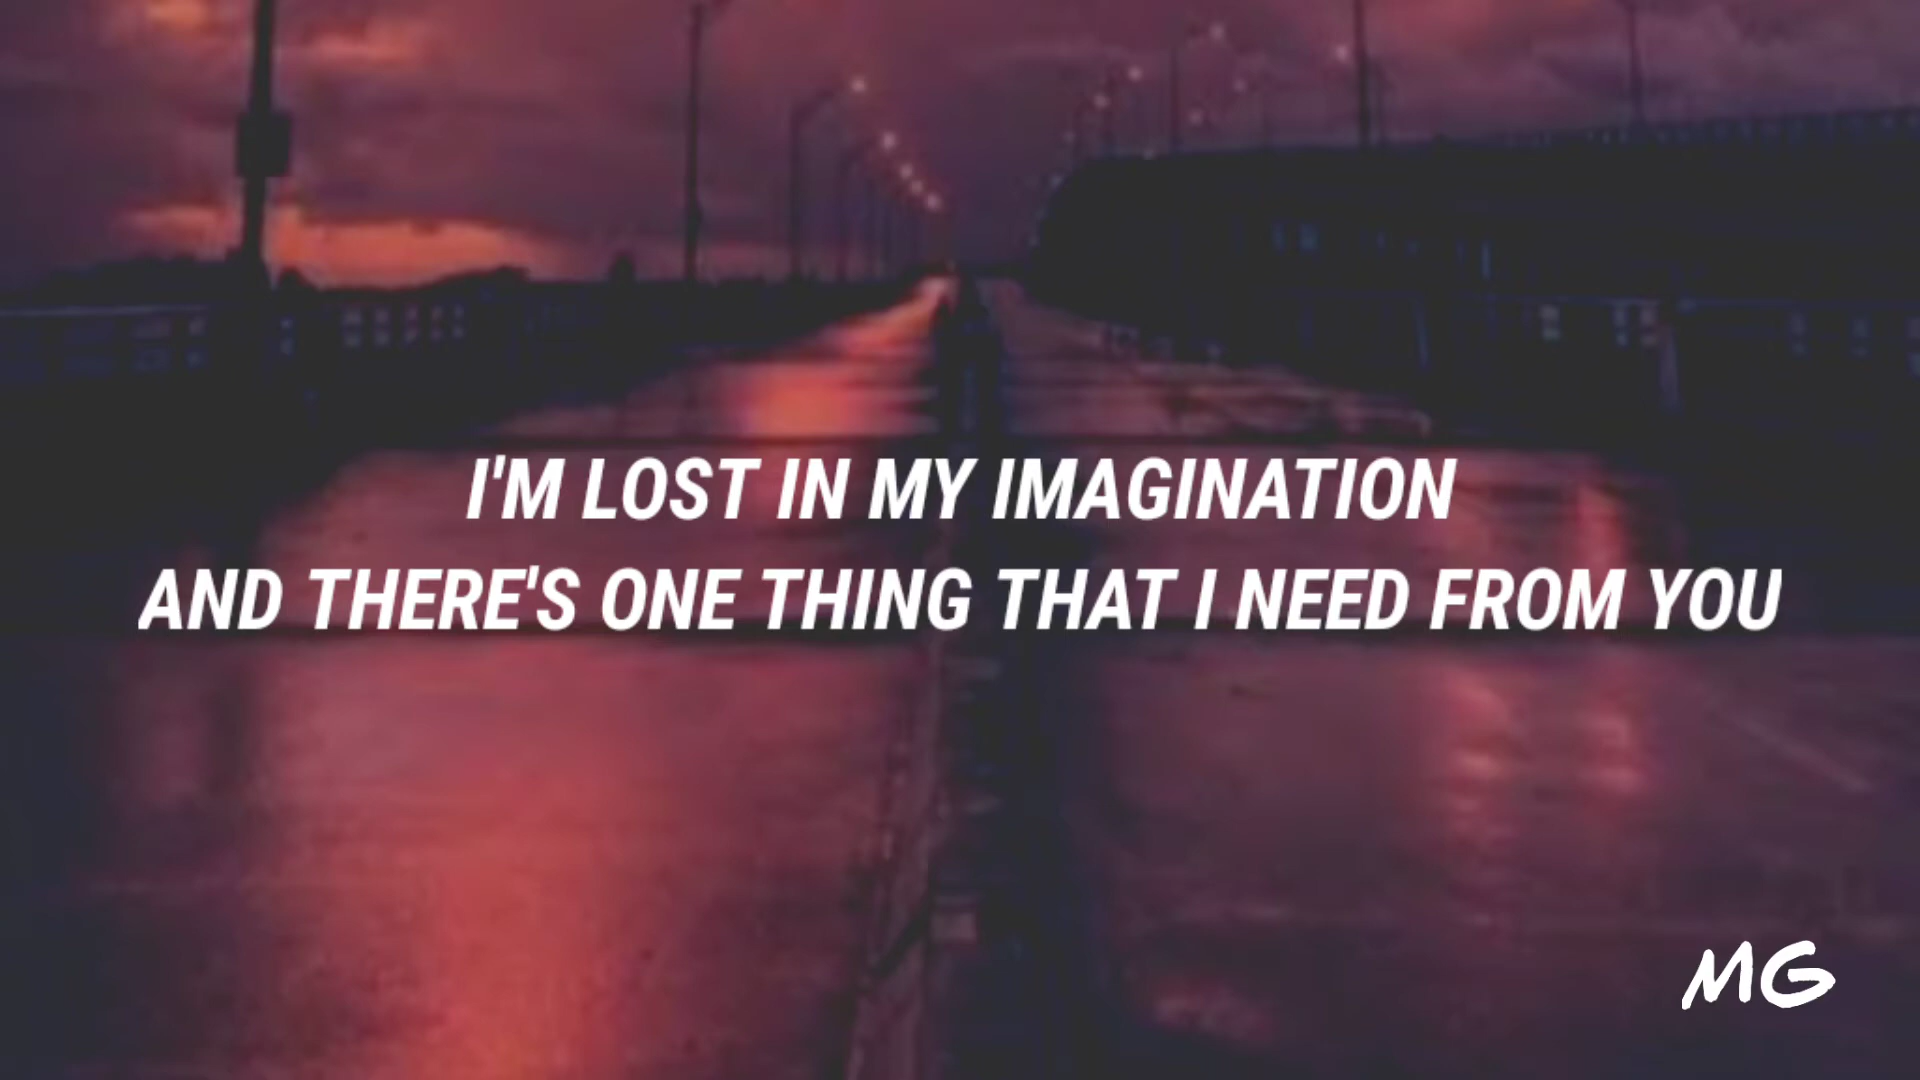 I'M LOST IN MY IMAGINATION
AND THERE'S ONE THING THAT I NEED FROM YOU
MG